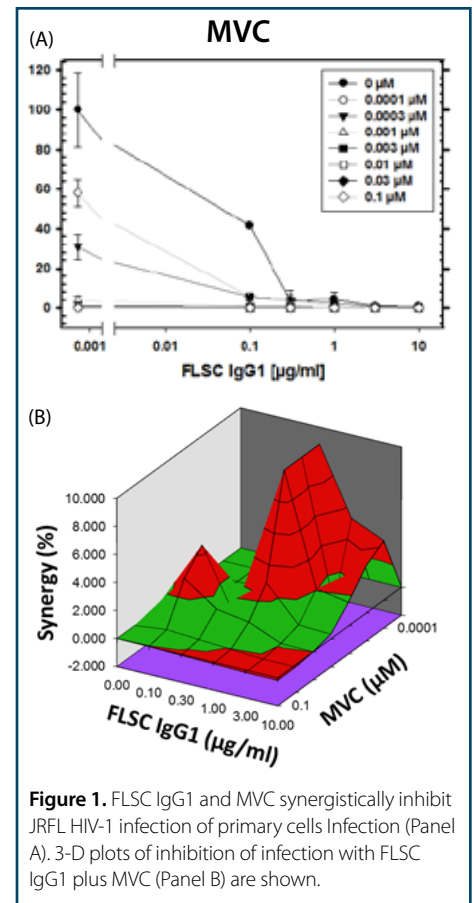 (A)
MVC
120
100
80
60
40
20
0
0 µM
0.0001 µM
0.0003 µM
0.001 µM
0.003 µM
0.01 µM
0.03 µM
0.1 µM
0.001 0.01 0.1 1 10
FLSC IgG1 [µg/ml]
(B)
Synergy (%)
10.000
8.000
6.000
4.000
2.000
0.000
-2.000
0.00 0.10 0.30 1.00 3.00 10.00
FLSC IgG1 (µg/ml)
0.1
0.0001
MVC (µM)
Figure 1. FLSC IgG1 and MVC synergistically inhibit
JRFL HIV-1 infection of primary cells Infection (Panel
A). 3-D plots of inhibition of infection with FLSC
IgG1 plus MVC (Panel B) are shown.